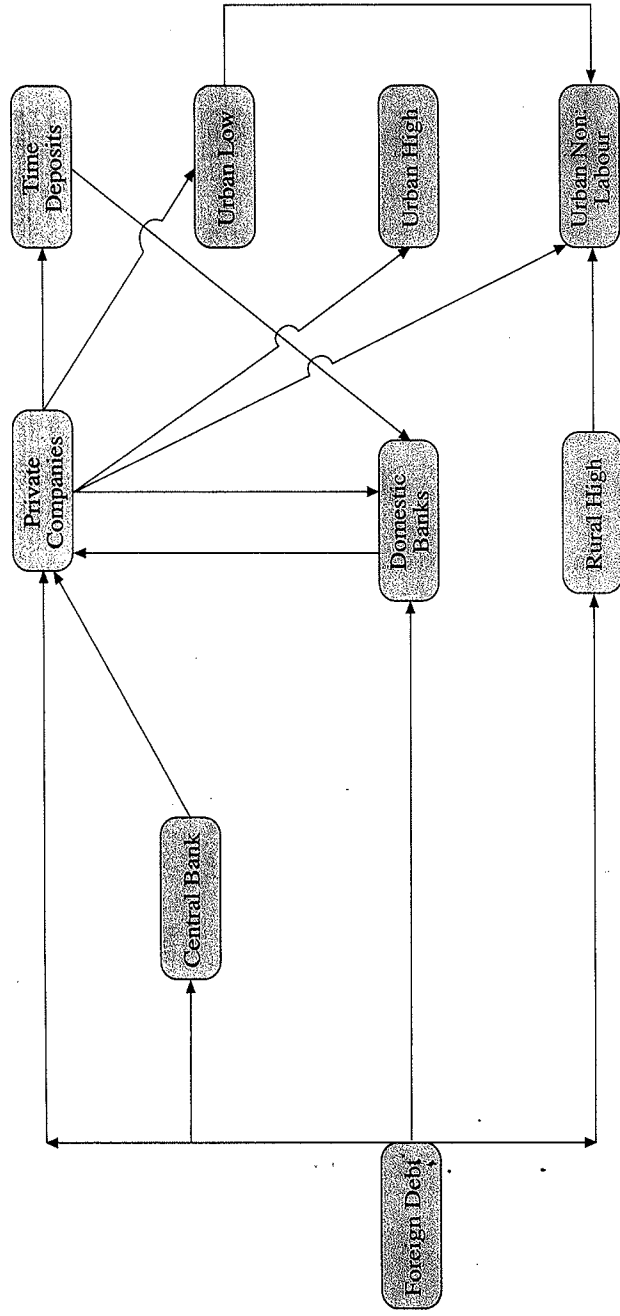 Time
Deposits
Private
Companies
Urban Low
Central Bank
Urban High
Domestic
Banks
Foreign Debt
Urban Non
Labour
Rural High